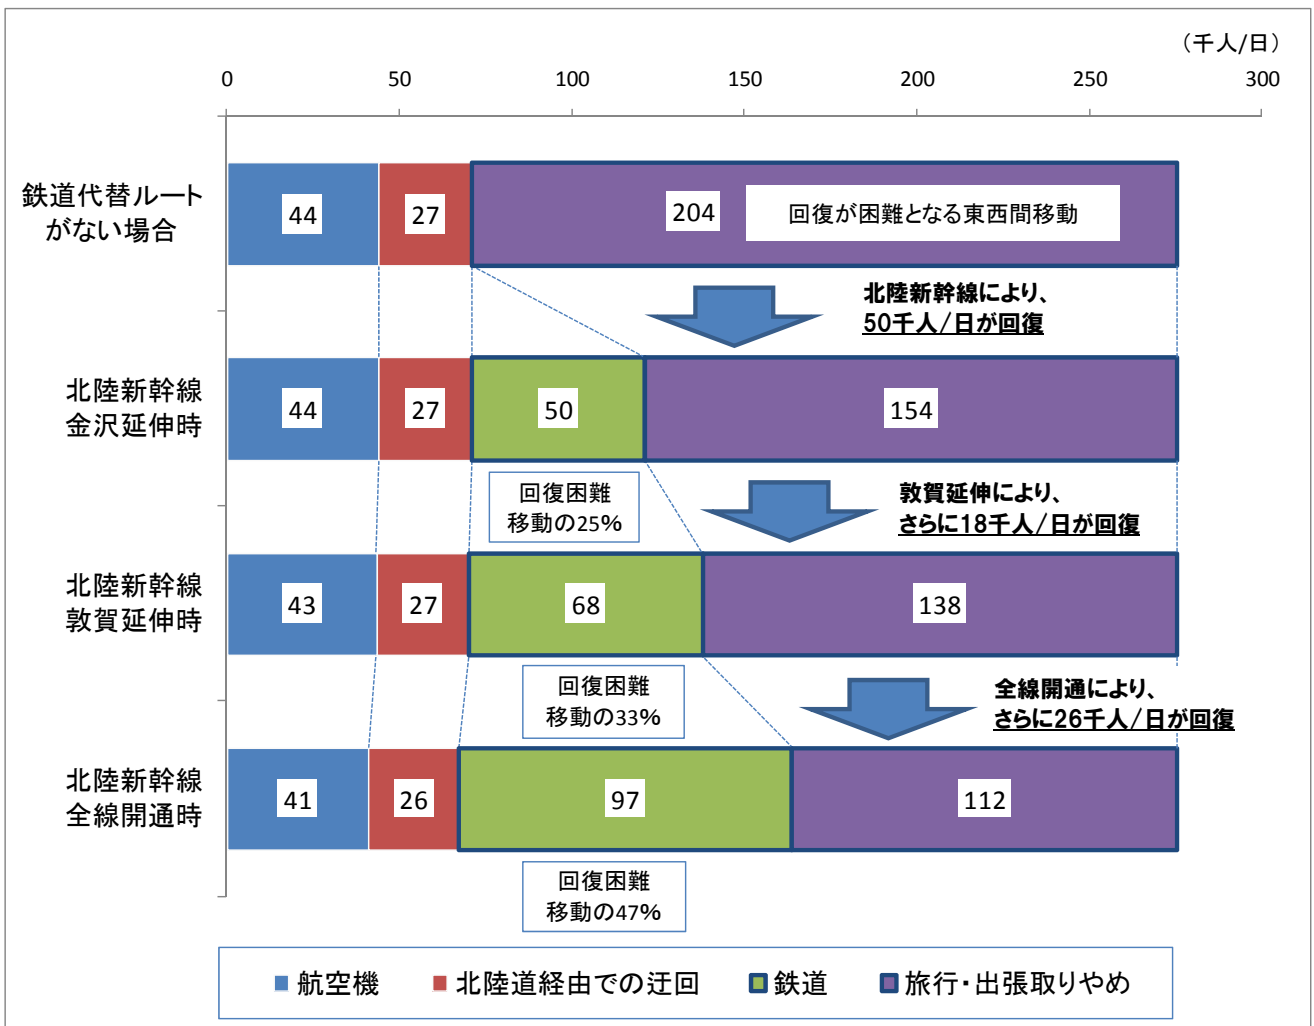 （千人/日）
0 50 100 150 200 250 300
鉄道代替ルート
がない場合
44 27 204 回復が困難となる東西間移動
北陸新幹線により、
50千人/日が回復
北陸新幹線
金沢延伸時
44 27 50 154
回復困難
移動の25%
敦賀延伸により、
さらに18千人/日が回復
北陸新幹線
敦賀延伸時
43 27 68 138
回復困難
移動の33%
全線開通により、
さらに26千人/日が回復
北陸新幹線
全線開通時
41 26 97 112
回復困難
移動の47%
航空機 北陸道経由での迂回 鉄道 旅行・出張取りやめ